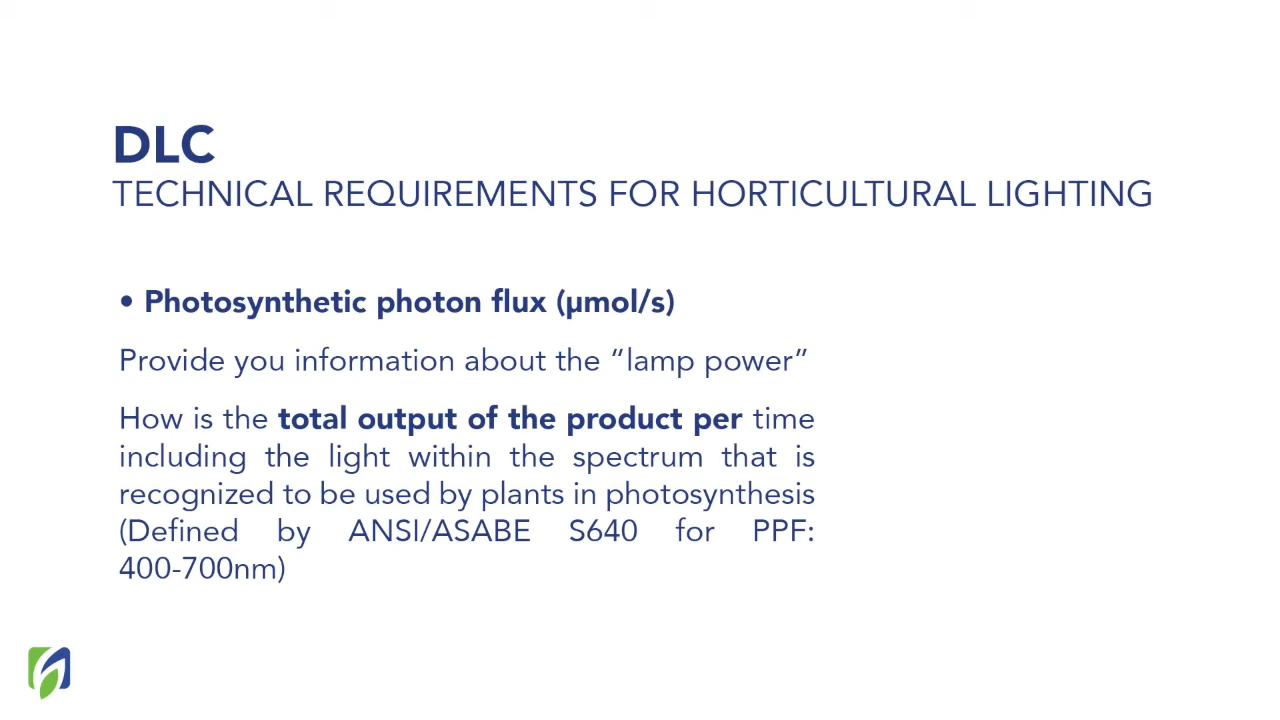 DLC
TECHNICAL REQUIREMENTS FOR HORTICULTURAL LIGHTING
• Photosynthetic photon flux (µmol/s)
Provide you information about the “lamp power”
How is the total output of the product per time
including the light within the spectrum that is
recognized to be used by plants in photosynthesis
(Defined by ANSI/ASABE S640 for PPF:
400-700nm)